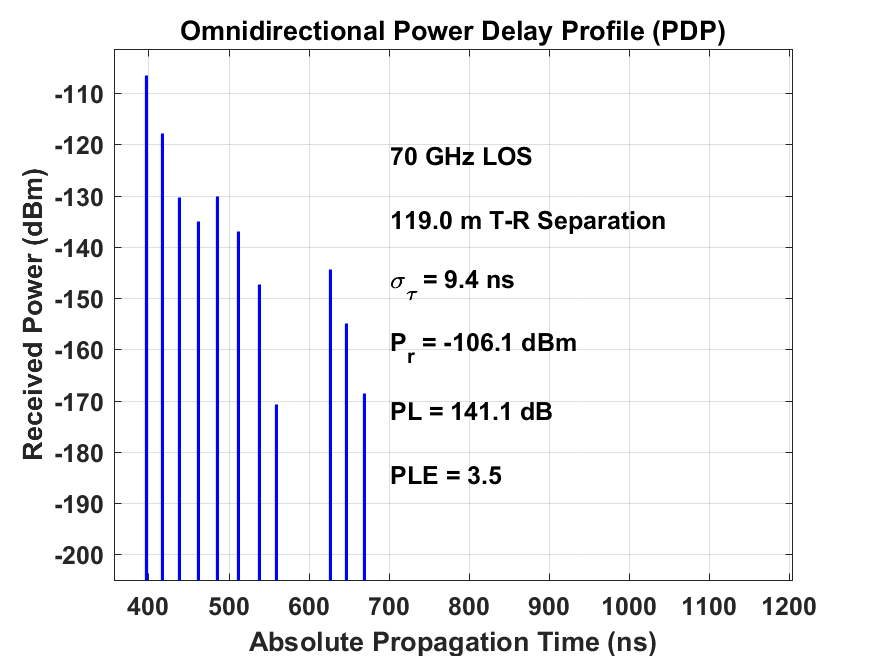 Omnidirectional Power Delay Profile (PDP)
Received Power (dBm)
-110
-120
-130
-140
-150
-160
-170
-180
-190
-200
70 GHz LOS
119.0 m T-R Separation
σ_τ = 9.4 ns
P_r = -106.1 dBm
PL = 141.1 dB
PLE = 3.5
400 500 600 700 800 900 1000 1100 1200
Absolute Propagation Time (ns)